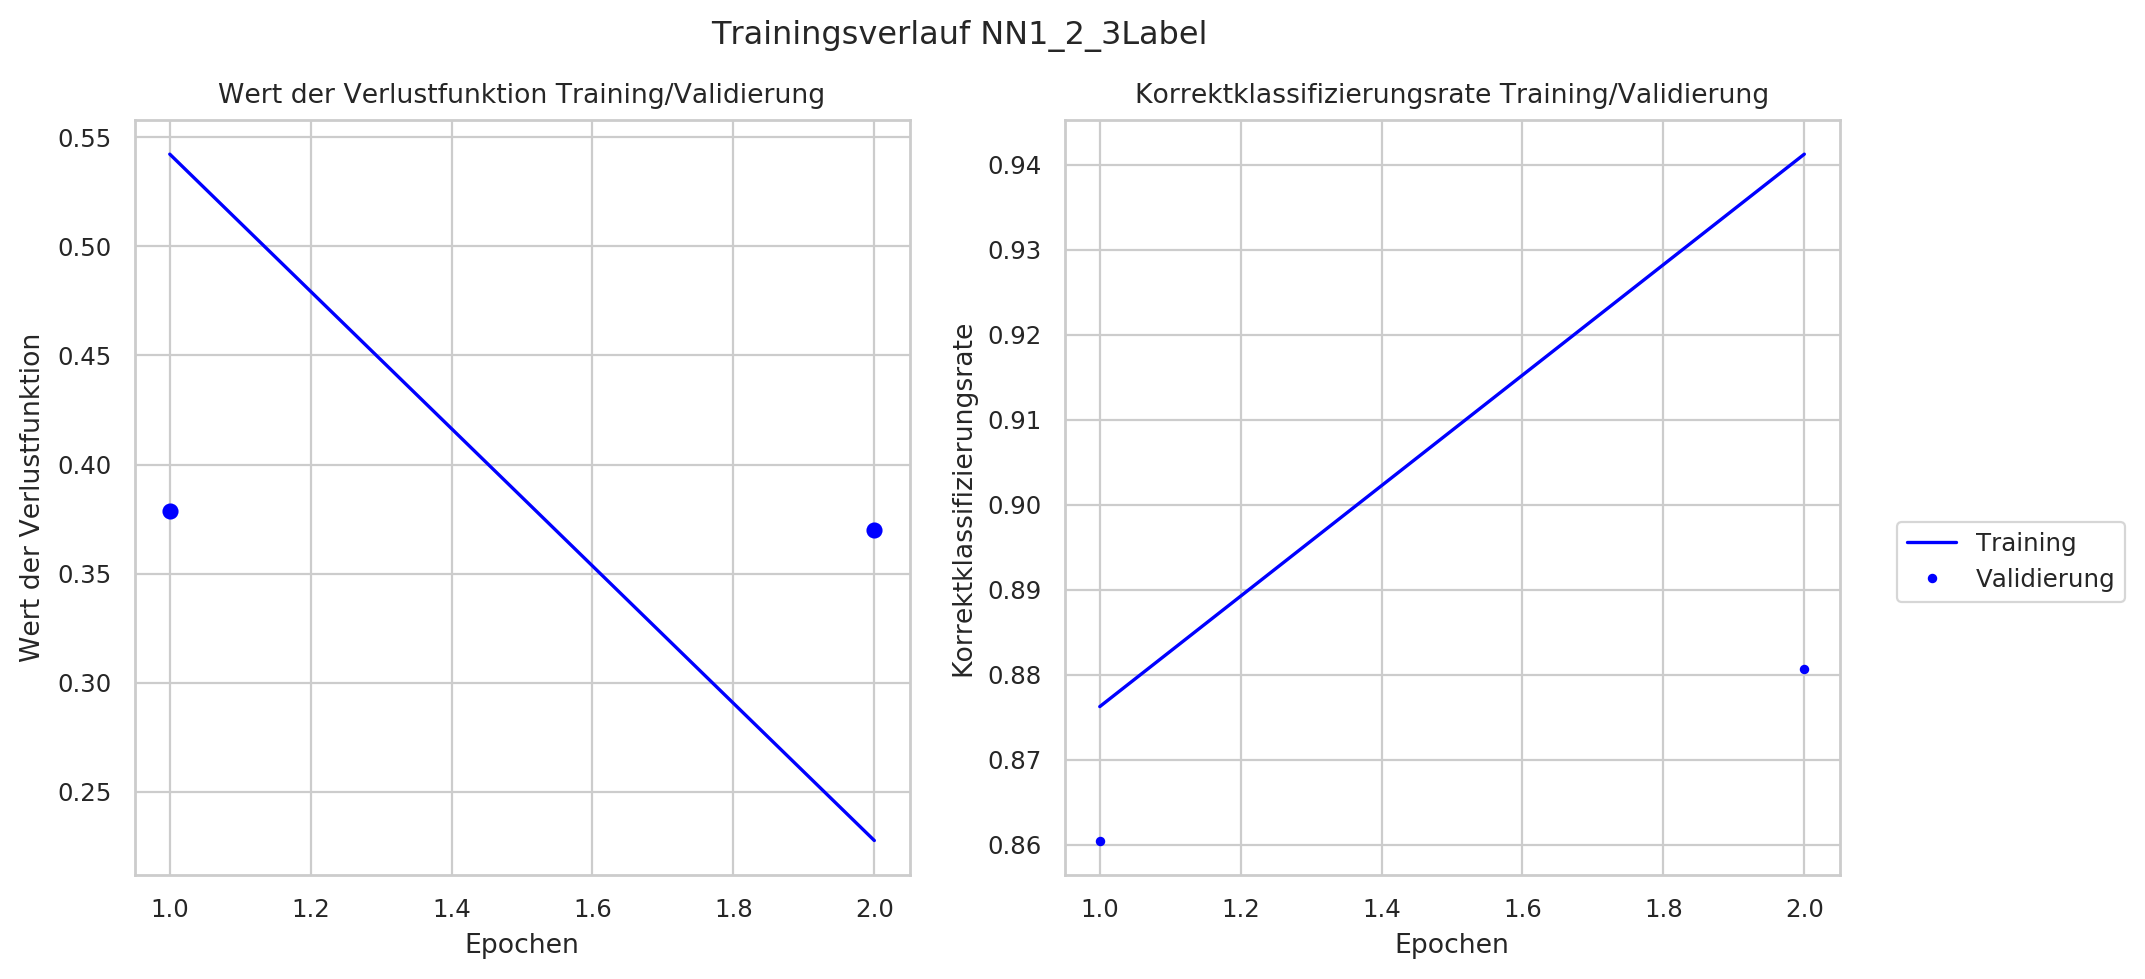 Trainingsverlauf NN1_2_3Label
Wert der Verlustfunktion Training/Validierung
0.55
0.50
0.45
0.40
0.35
0.30
0.25
Wert der Verlustfunktion
1.0 1.2 1.4 1.6 1.8 2.0
Epochen
Korrektklassifizierungsrate Training/Validierung
0.94
0.93
0.92
0.91
0.90
0.89
0.88
0.87
0.86
Korrektklassifizierungsrate
1.0 1.2 1.4 1.6 1.8 2.0
Epochen
Training
Validierung